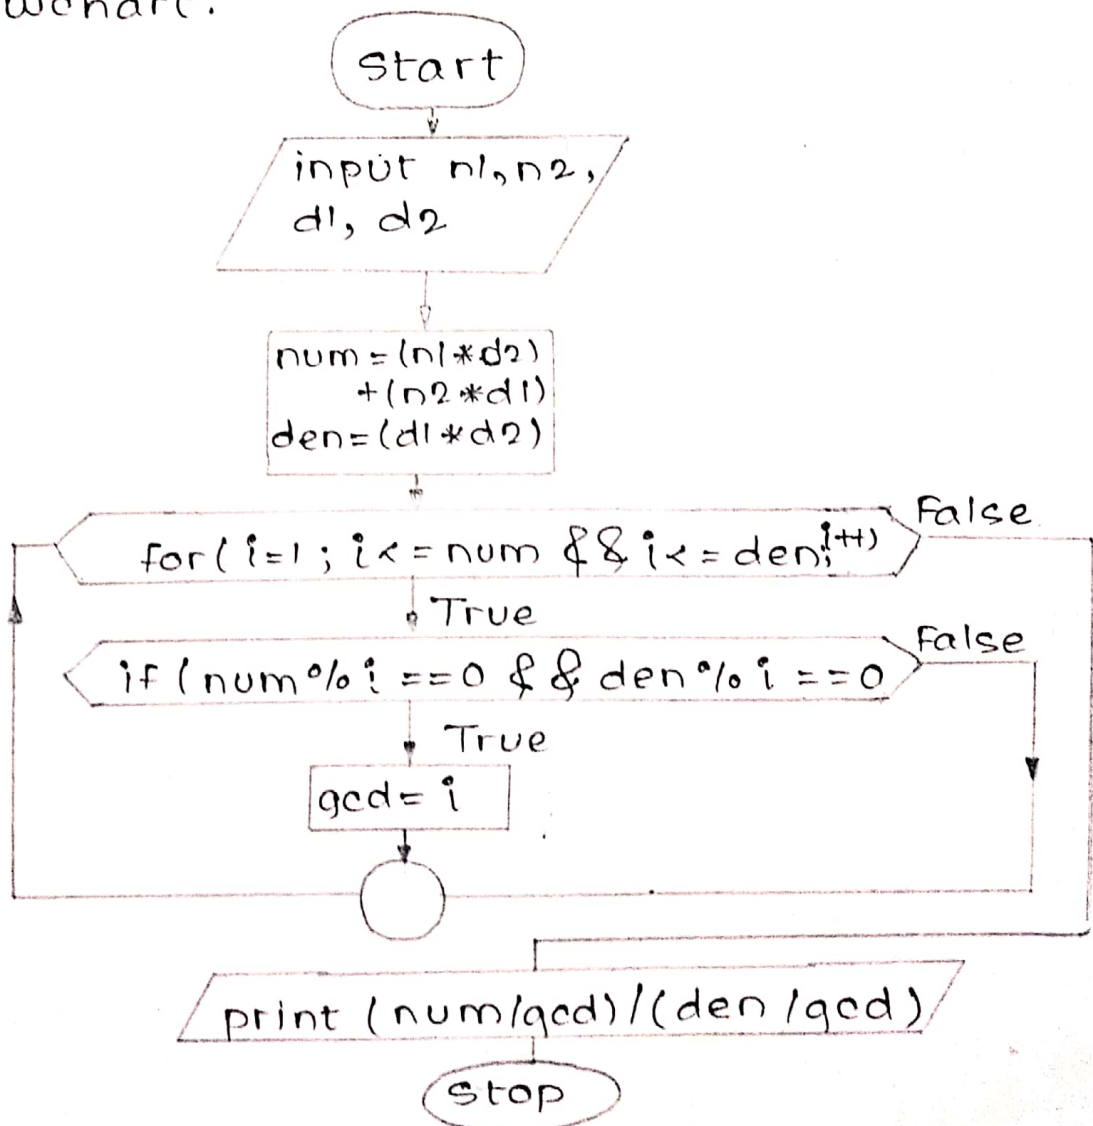 wchart.
Start
input n1, n2,
d1, d2
num = (n1*d2)
+(n2*d1)
den=(d1*d2)
False
for(i=1; i<=num && i<=den; i++)
True
False
if (num%i ==0 && den%i ==0
True
gcd= i
print (num/gcd)/(den/gcd)
Stop